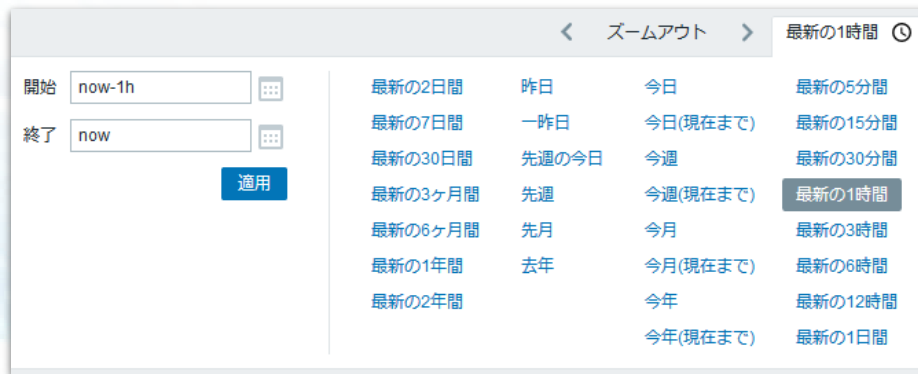 ズームアウト 最新の1時間
開始 now-1h
終了 now
適用
最新の2日間 昨日 今日 最新の5分間
最新の7日間 一昨日 今日(現在まで) 最新の15分間
最新の30日間 先週の今日 今週 最新の30分間
最新の3ヶ月間 先週 今週(現在まで) 最新の1時間
最新の6ヶ月間 先月 今月 最新の3時間
最新の1年間 去年 今月(現在まで) 最新の6時間
最新の2年間 今年 最新の12時間
今年(現在まで) 最新の1日間